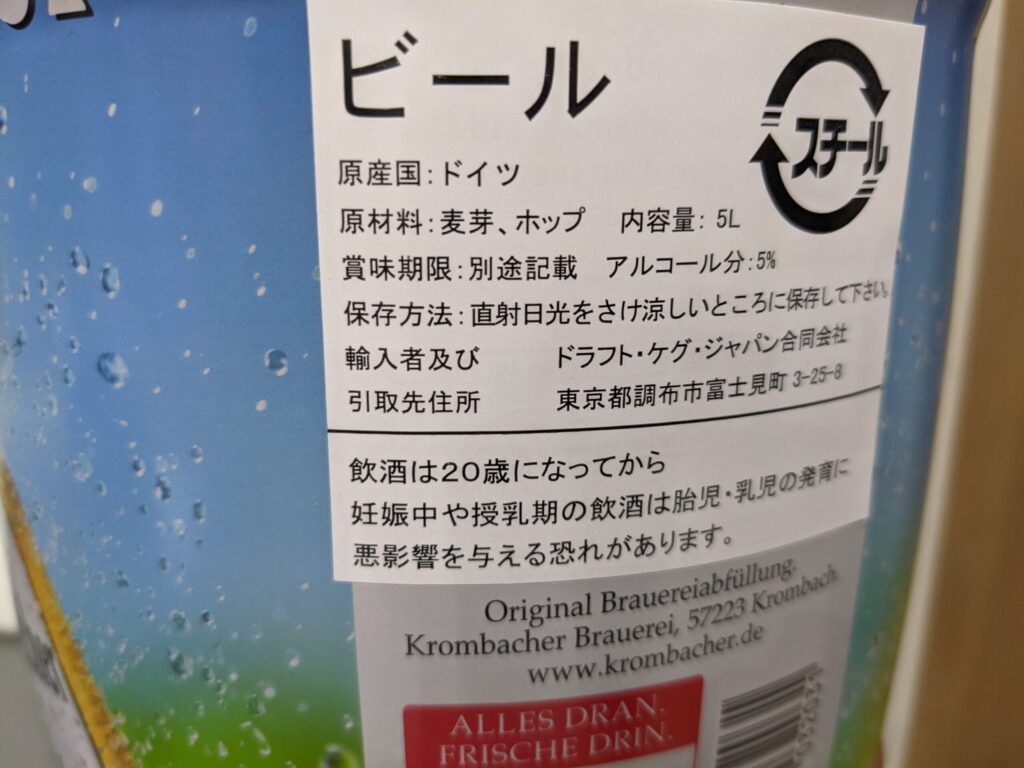 ビール
スチール
原産国:ドイツ
原材料:麦芽、ホップ 内容量: 5L
賞味期限:別途記載 アルコール分:5%
保存方法:直射日光をさけ涼しいところに保存して下さい。
輸入者及び ドラフト・ケグ・ジャパン合同会社
引取先住所 東京都調布市富士見町 3-25-8
飲酒は20歳になってから
妊娠中や授乳期の飲酒は胎児・乳児の発育に
悪影響を与える恐れがあります。
Original Brauereiabfüllung.
Krombacher Brauerei, 57223 Krombach.
www.krombacher.de
ALLES DRAN.
FRISCHE DRIN.